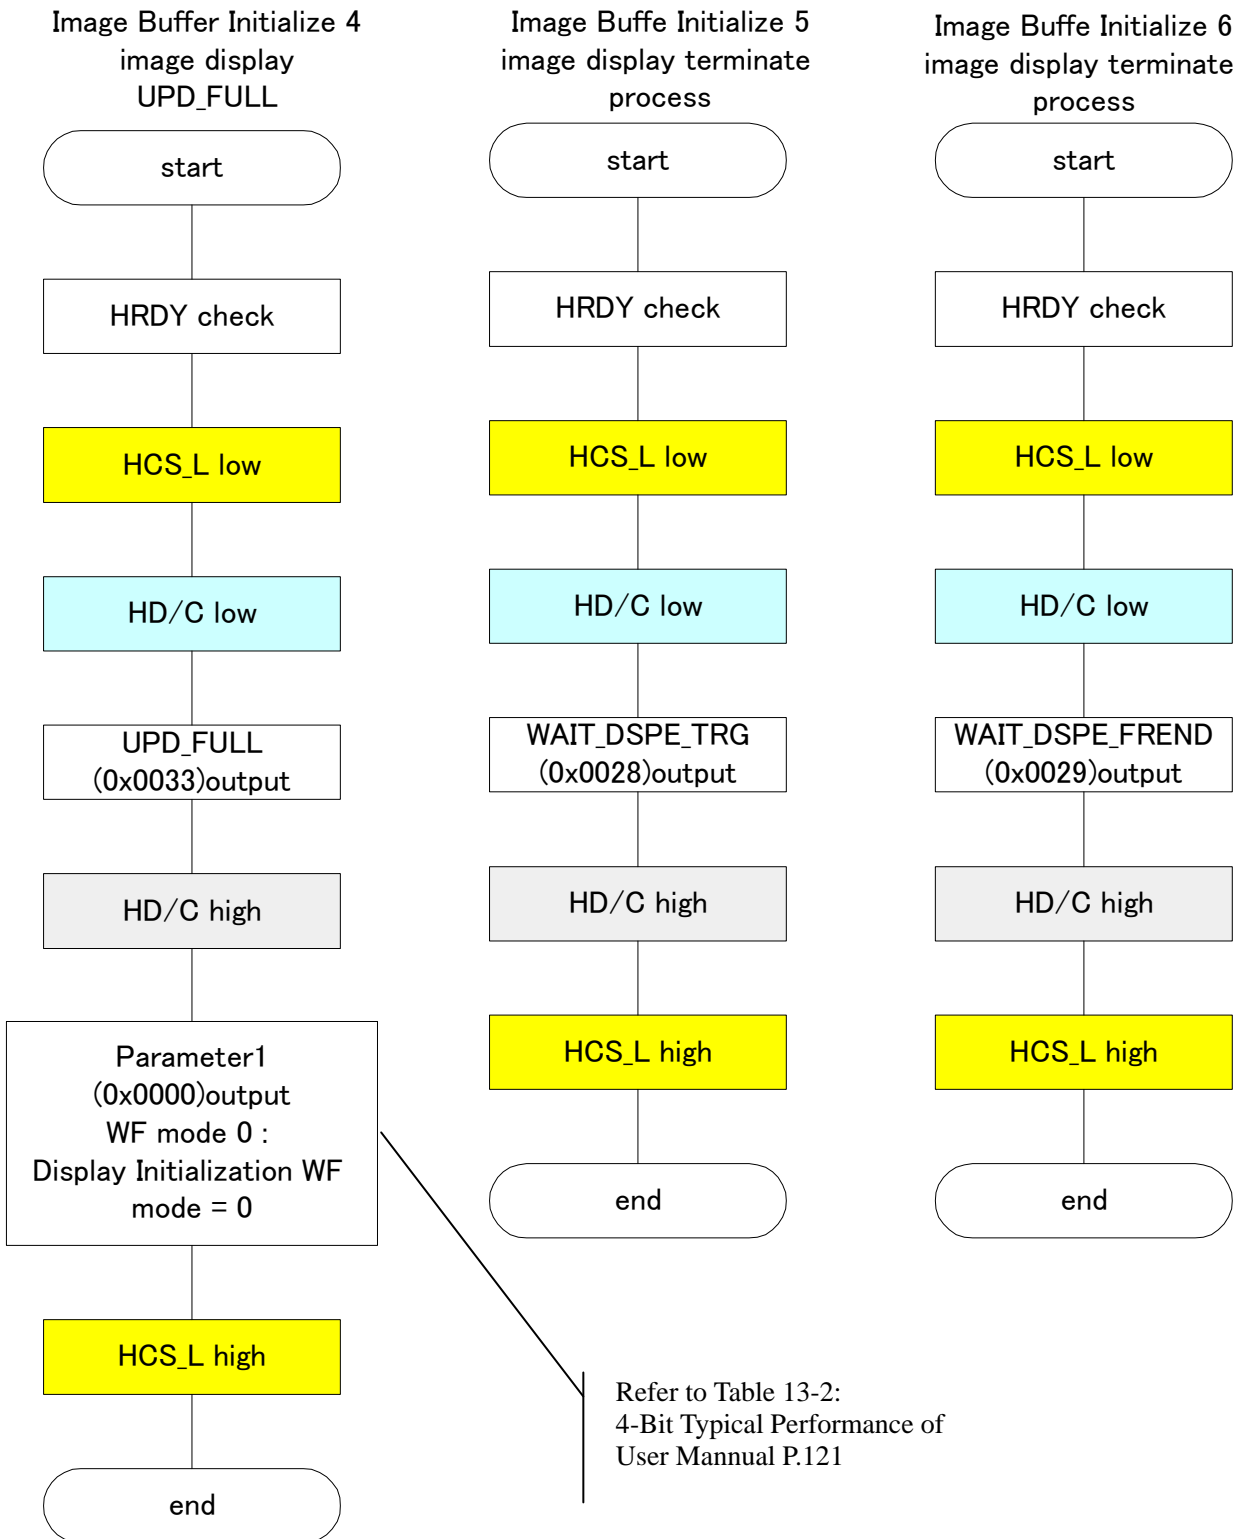 Image Buffer Initialize 4
image display
UPD_FULL
start
HRDY check
HCS_L low
HD/C low
UPD_FULL
(0x0033)output
HD/C high
Parameter1
(0x0000)output
WF mode 0 :
Display Initialization WF
mode = 0
HCS_L high
end
Image Buffe Initialize 5
image display terminate
process
start
HRDY check
HCS_L low
HD/C low
WAIT_DSPE_TRG
(0x0028)output
HD/C high
HCS_L high
end
Image Buffe Initialize 6
image display terminate
process
start
HRDY check
HCS_L low
HD/C low
WAIT_DSPE_FREND
(0x0029)output
HD/C high
HCS_L high
end
Refer to Table 13-2:
4-Bit Typical Performance of
User Mannual P.121